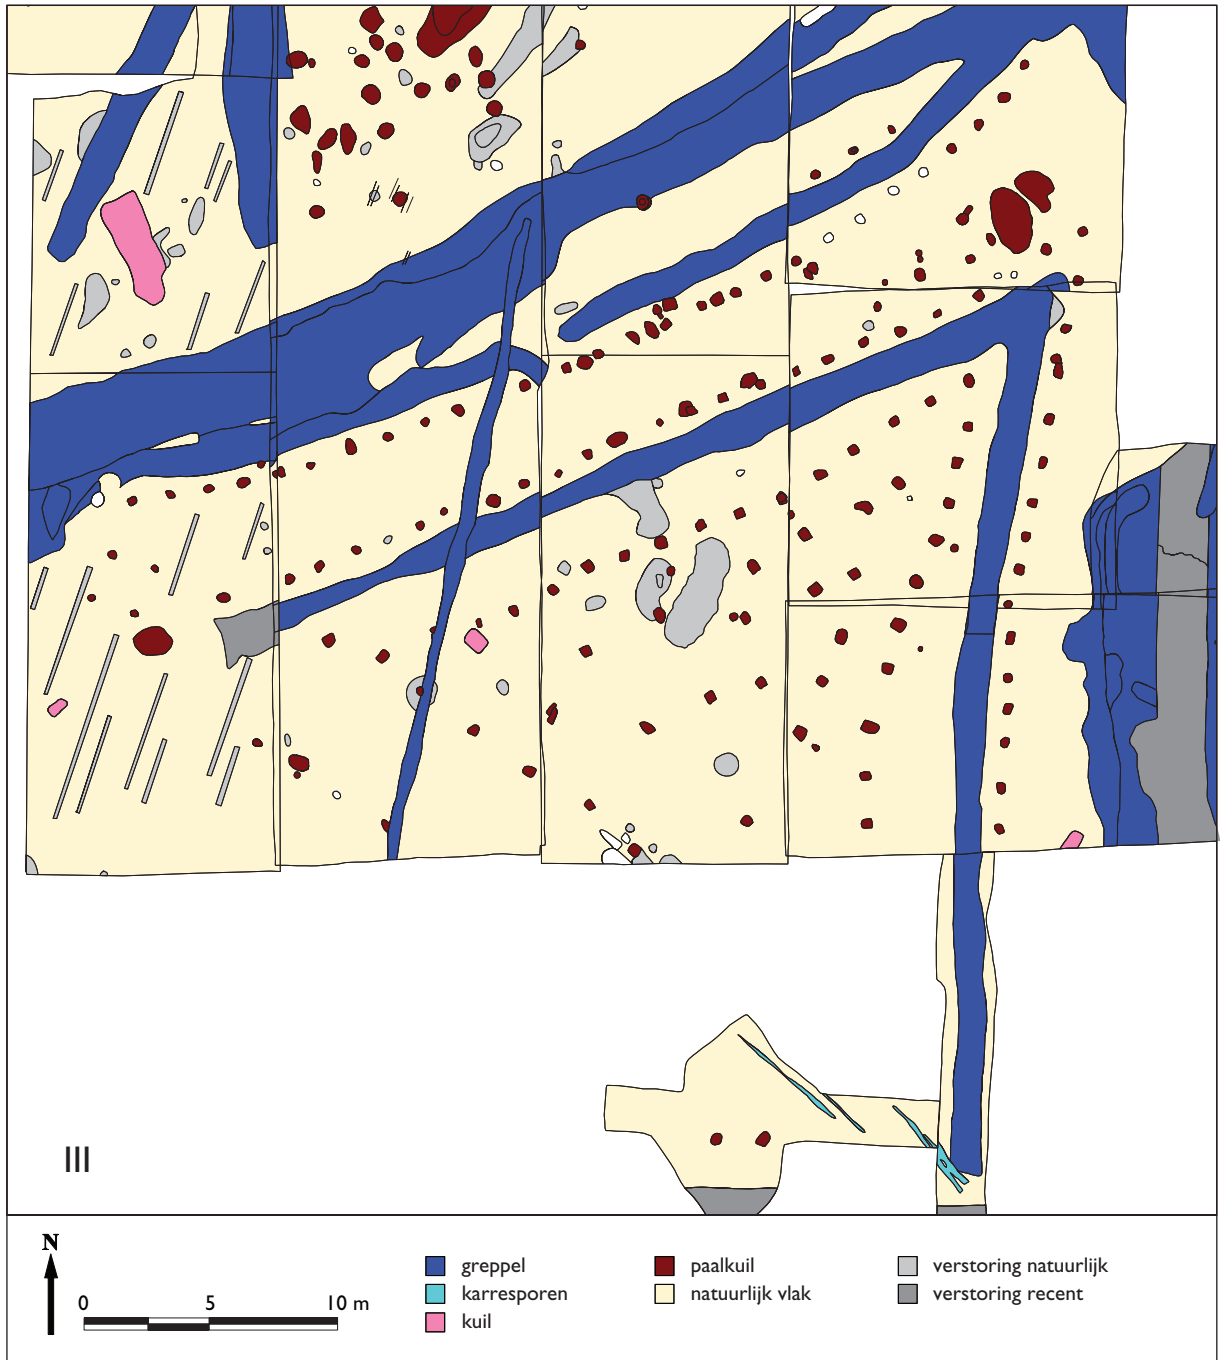 III
N
0 5 10 m
greppel
karresporen
kuil
paalkuil
natuurlijk vlak
verstoring natuurlijk
verstoring recent